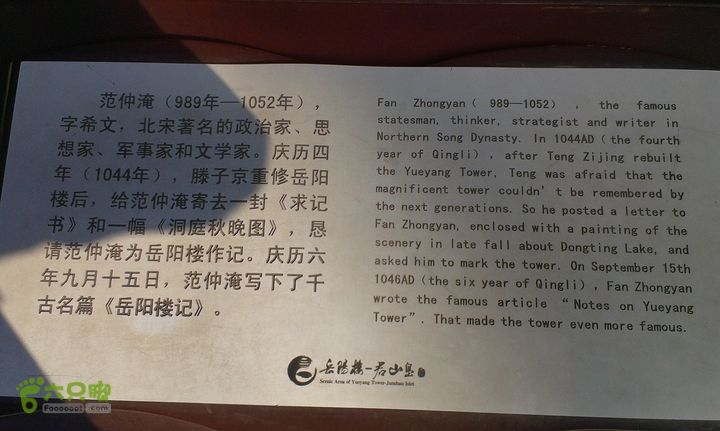 范仲淹（989年—1052年），
字希文，北宋著名的政治家、思
想家、军事家和文学家。庆历四
年（1044年），滕子京重修岳阳
楼后，给范仲淹寄去一封《求记
书》和一幅《洞庭秋晚图》，恳
请范仲淹为岳阳楼作记。庆历六
年九月十五日，范仲淹写下了千
古名篇《岳阳楼记》。
Fan Zhongyan（ 989—1052）, the famous
statesman, thinker, strategist and writer in
Northern Song Dynasty. In 1044AD（the fourth
year of Qingli）, after Teng Zijing rebuilt
the Yueyang Tower, Teng was afraid that the
magnificent tower couldn’t be remembered by
the next generations. So he posted a letter to
Fan Zhongyan, enclosed with a painting of the
scenery in late fall about Dongting Lake, and
asked him to mark the tower. On September 15th
1046AD（the six year of Qingli）, Fan Zhongyan
wrote the famous article “Notes on Yueyang
Tower”. That made the tower even more famous.
岳陽樓—君山島
Scenic Area of Yueyang Tower-Junshan Islet
六只脚
Foooooot.com